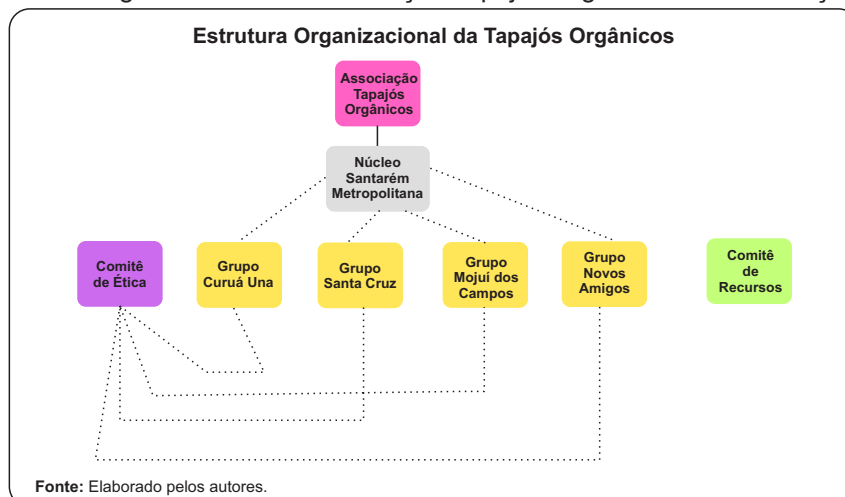 Estrutura Organizacional da Tapajós Orgânicos
Associação
Tapajós
Orgânicos
Núcleo
Santarém
Metropolitana
Comitê
de Ética
Grupo
Curuá Una
Grupo
Santa Cruz
Grupo
Mojuí dos
Campos
Grupo
Novos
Amigos
Comitê
de
Recursos
Fonte: Elaborado pelos autores.